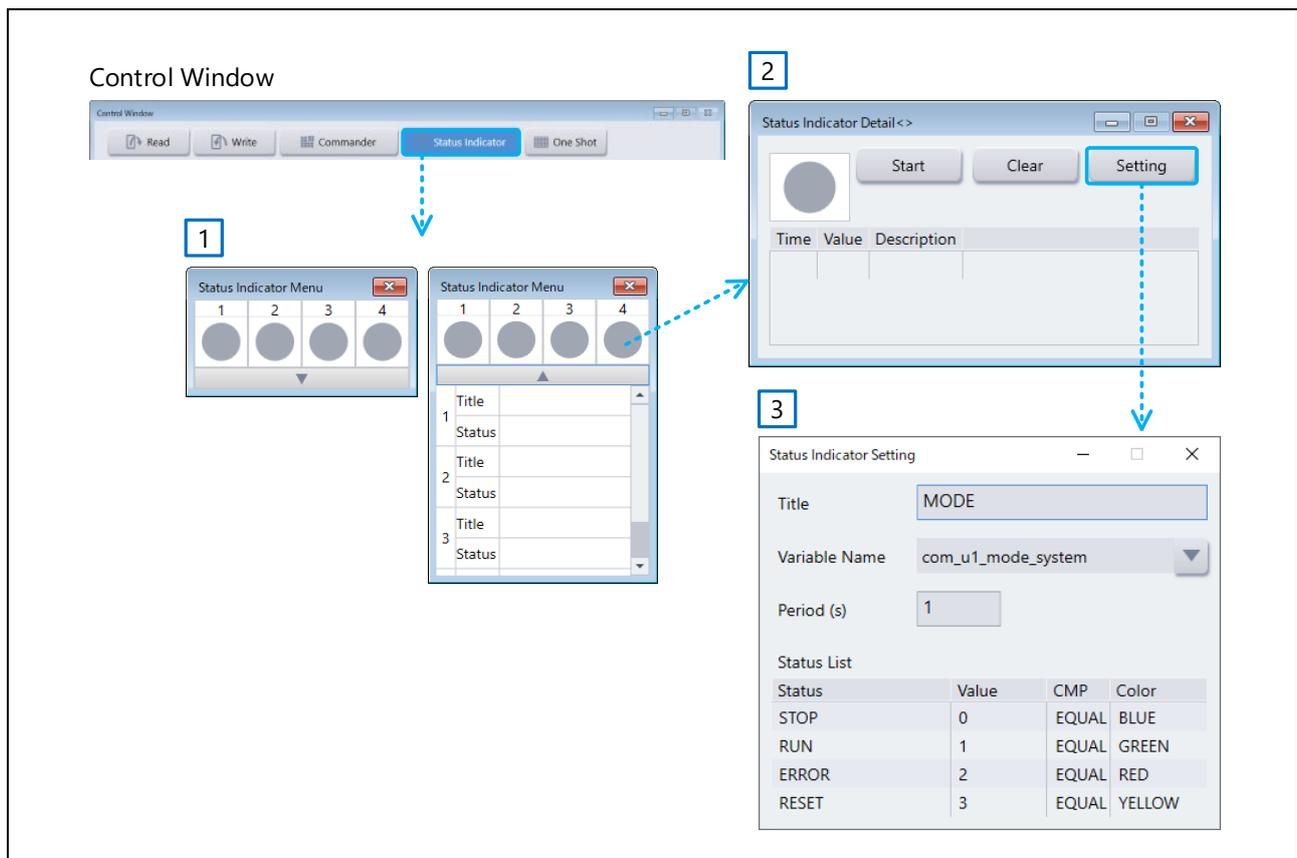 Control Window
Control Window
Read Write Commander Status Indicator One Shot
1
Status Indicator Menu
1 2 3 4
▼
Status Indicator Menu
1 2 3 4
▲
1
Title
Status
2
Title
Status
3
Title
Status
2
Status Indicator Detail<>
Start Clear Setting
Time Value Description
3
Status Indicator Setting
Title MODE
Variable Name com_u1_mode_system
Period (s) 1
Status List
Status Value CMP Color
STOP 0 EQUAL BLUE
RUN 1 EQUAL GREEN
ERROR 2 EQUAL RED
RESET 3 EQUAL YELLOW